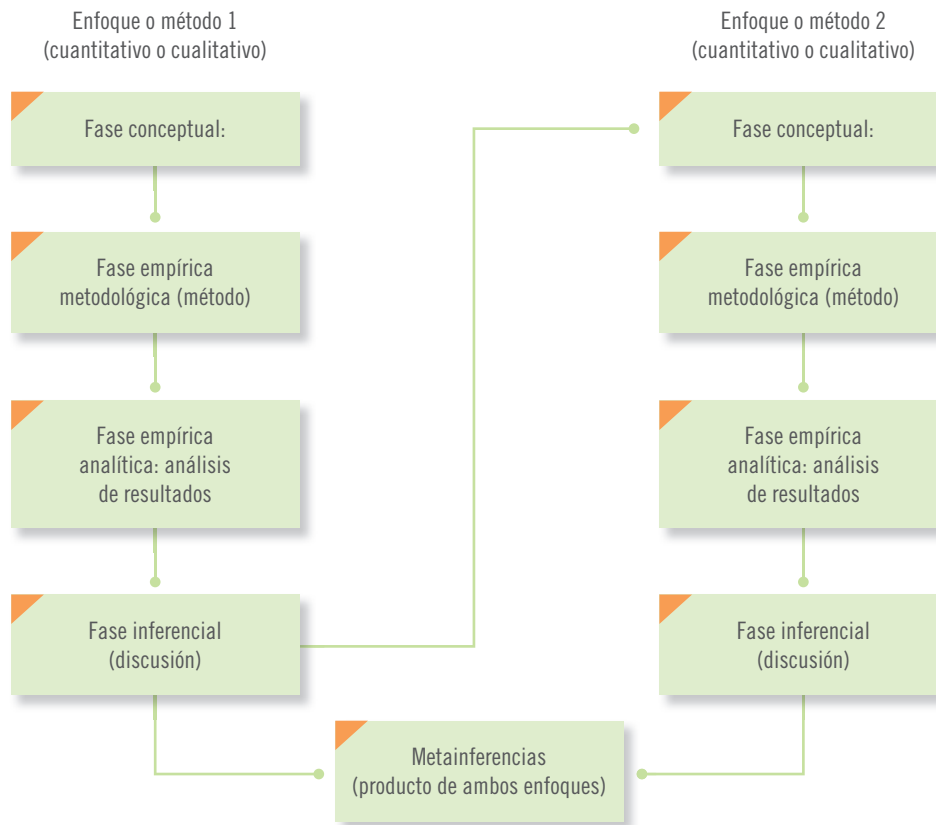 Enfoque o método 1
(cuantitativo o cualitativo)
Fase conceptual:
Fase empírica
metodológica (método)
Fase empírica
analítica: análisis
de resultados
Fase inferencial
(discusión)
Enfoque o método 2
(cuantitativo o cualitativo)
Fase conceptual:
Fase empírica
metodológica (método)
Fase empírica
analítica: análisis
de resultados
Fase inferencial
(discusión)
Metainferencias
(producto de ambos enfoques)